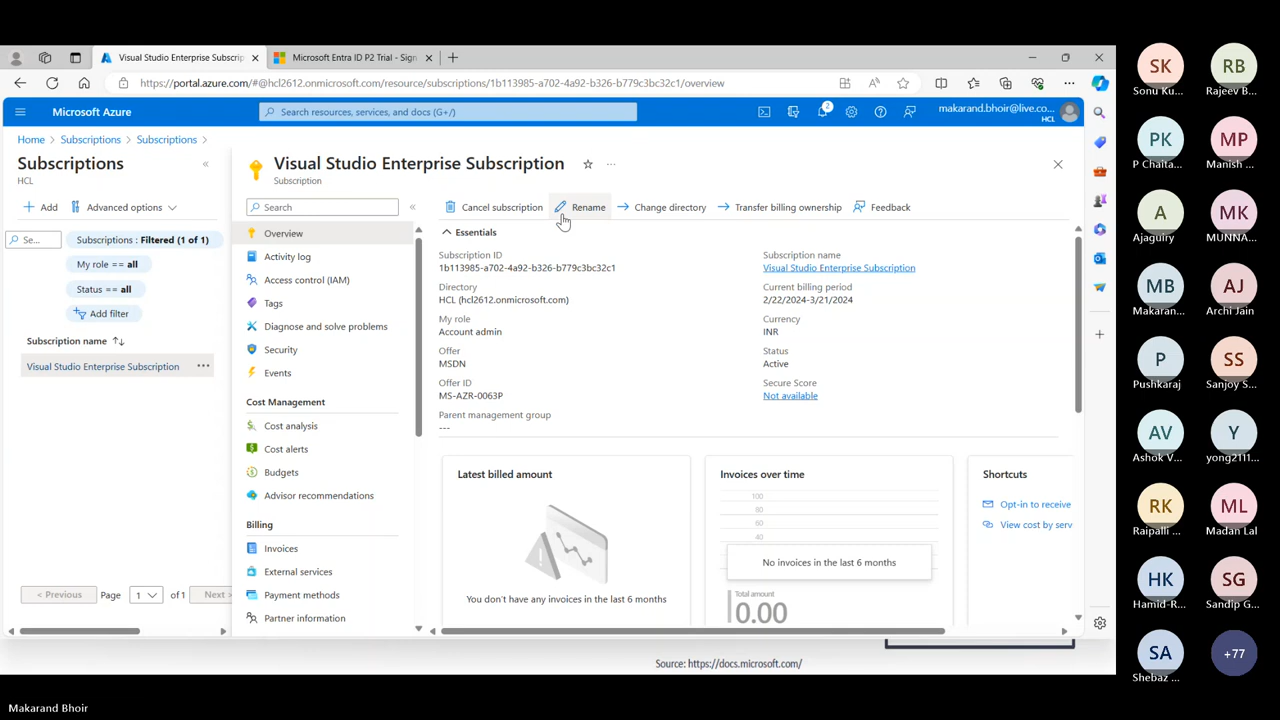 Visual Studio Enterprise Subscrip
Microsoft Entra ID P2 Trial - Sign
https://portal.azure.com/#@hcl2612.onmicrosoft.com/resource/subscriptions/1b113985-a702-4a92-b326-b779c3bc32c1/overview
Microsoft Azure
Search resources, services, and docs (G+/)
2
makarand.bhoir@live.co...
HCL
Home > Subscriptions > Subscriptions >
Subscriptions
HCL
+ Add
Advanced options
Se...
Subscriptions : Filtered (1 of 1)
My role == all
Status == all
Add filter
Subscription name ↑↓
Visual Studio Enterprise Subscription ...
< Previous Page 1 of 1 Next >
Visual Studio Enterprise Subscription
Subscription
Search
Overview
Activity log
Access control (IAM)
Tags
Diagnose and solve problems
Security
Events
Cost Management
Cost analysis
Cost alerts
Budgets
Advisor recommendations
Billing
Invoices
External services
Payment methods
Partner information
Cancel subscription Rename Change directory Transfer billing ownership Feedback
Essentials
Subscription ID
1b113985-a702-4a92-b326-b779c3bc32c1
Directory
HCL (hcl2612.onmicrosoft.com)
My role
Account admin
Offer
MSDN
Offer ID
MS-AZR-0063P
Parent management group
---
Subscription name
Visual Studio Enterprise Subscription
Current billing period
2/22/2024-3/21/2024
Currency
INR
Status
Active
Secure Score
Not available
Latest billed amount
You don't have any invoices in the last 6 months
Invoices over time
100
80
60
40
No invoices in the last 6 months
Total amount
0.00
Shortcuts
Opt-in to receive
View cost by serv
Source: https://docs.microsoft.com/
Makarand Bhoir
SK
Sonu Ku...
RB
Rajeev B...
PK
P Chaita...
MP
Manish ...
A
Ajaguiry
MK
MUNNA...
MB
Makaran...
AJ
Archi Jain
P
Pushkaraj
SS
Sanjoy S...
AV
Ashok V...
Y
yong2111...
RK
Raipalli ...
ML
Madan Lal
HK
Hamid-R...
SG
Sandip G...
SA
Shebaz ...
+77